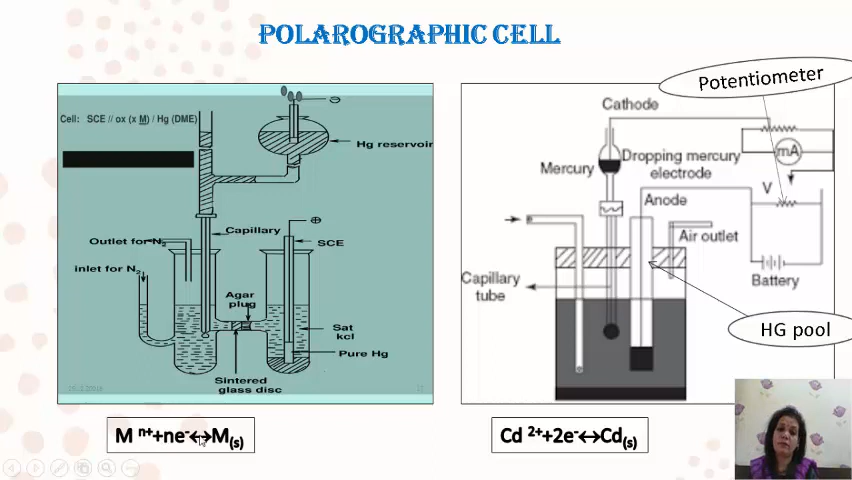 POLAROGRAPHIC CELL
Cell: SCE // ox (x M) / Hg (DME)
Hg reservoir
Capillary
SCE
Outlet for N2
inlet for N2
Agar
plug
Sat
kcl
Pure Hg
Sintered
glass disc
M n++ne-↔M(s)
Potentiometer
Cathode
mA
Mercury
Dropping mercury
electrode
V
Anode
Air outlet
Capillary
tube
Battery
HG pool
Cd 2++2e-↔Cd(s)